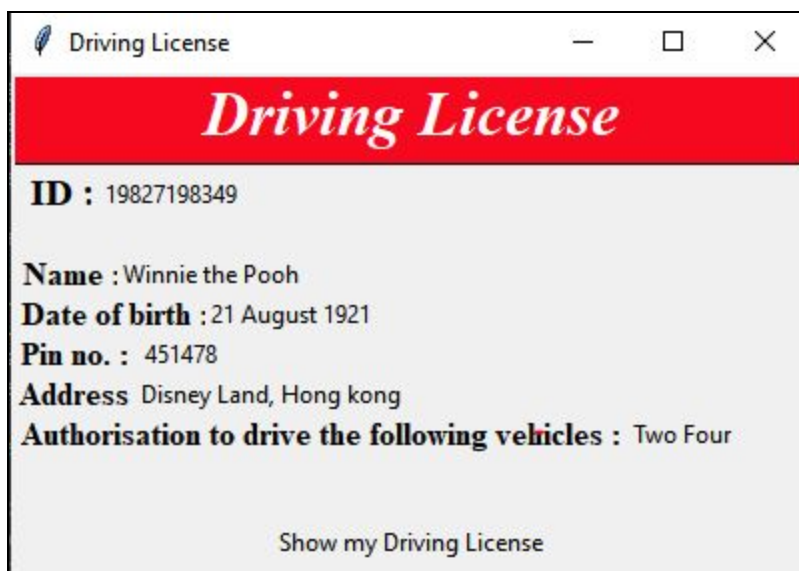 Driving License
Driving License
ID : 19827198349
Name : Winnie the Pooh
Date of birth : 21 August 1921
Pin no. : 451478
Address Disney Land, Hong kong
Authorisation to drive the following vehicles : Two Four
Show my Driving License